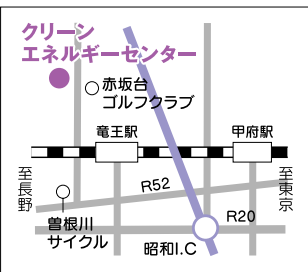 クリーン
エネルギーセンター
赤坂台
ゴルフクラブ
竜王駅
甲府駅
至長野
至東京
R52
曽根川
サイクル
R20
昭和I.C